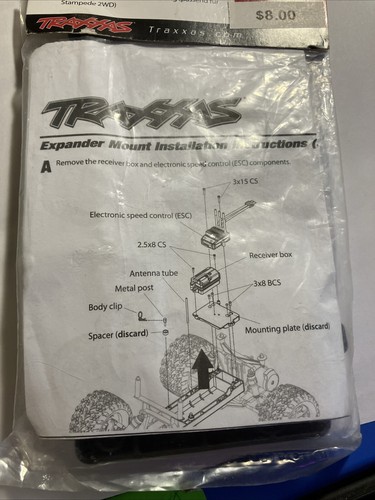 Stampede 2WD)
$8.00
TRAXXAS
Traxxas.com
TRAXXAS
Expander Mount Installation Instructions (
A Remove the receiver box and electronic speed control (ESC) components.
3x15 CS
Electronic speed control (ESC)
2.5x8 CS
Receiver box
Antenna tube
Metal post
3x8 BCS
Body clip
Spacer (discard)
Mounting plate (discard)